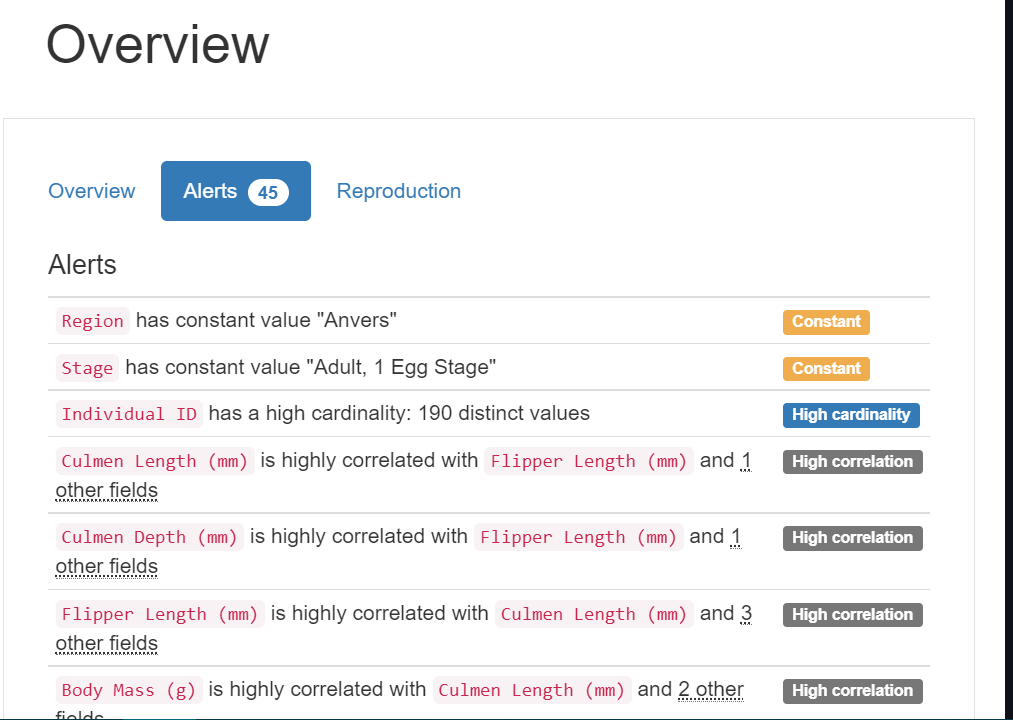 Overview
Overview Alerts 45 Reproduction
Alerts
Region has constant value "Anvers" Constant
Stage has constant value "Adult, 1 Egg Stage" Constant
Individual ID has a high cardinality: 190 distinct values High cardinality
Culmen Length (mm) is highly correlated with Flipper Length (mm) and 1 High correlation
other fields
Culmen Depth (mm) is highly correlated with Flipper Length (mm) and 1 High correlation
other fields
Flipper Length (mm) is highly correlated with Culmen Length (mm) and 3 High correlation
other fields
Body Mass (g) is highly correlated with Culmen Length (mm) and 2 other High correlation
fields